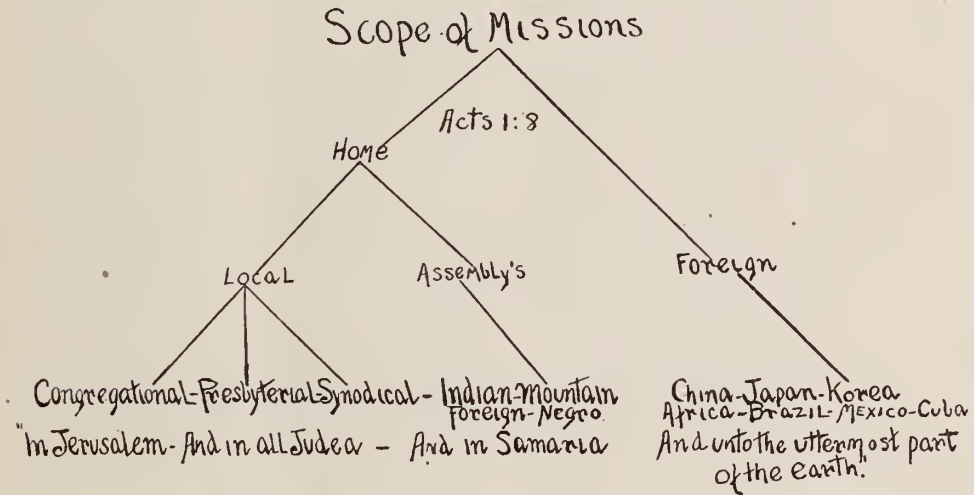 Scope of Missions
Acts 1:8
Home
Local
Assembly's
Foreign
Congregational-Presbyterial-Synodical - Indian-Mountain
Foreign-Negro
China-Japan-Korea
Africa-Brazil-Mexico-Cuba
"In Jerusalem - And in all Judea - And in Samaria
And unto the uttermost part
of the earth."